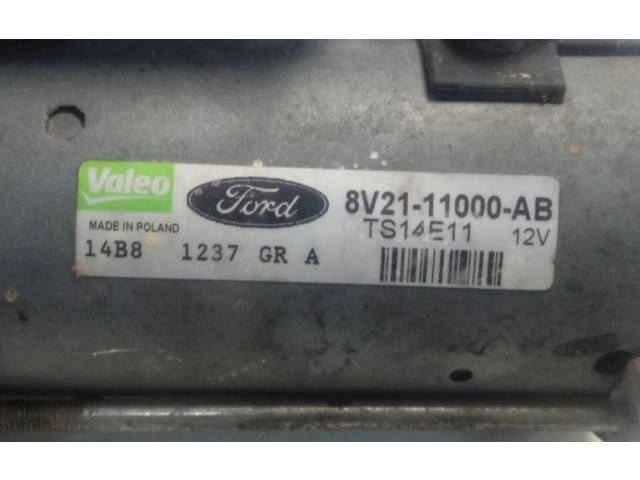 Valeo
Ford
8V21-11000-AB
MADE IN POLAND
TS14E11 12V
14B8 1237 GR A